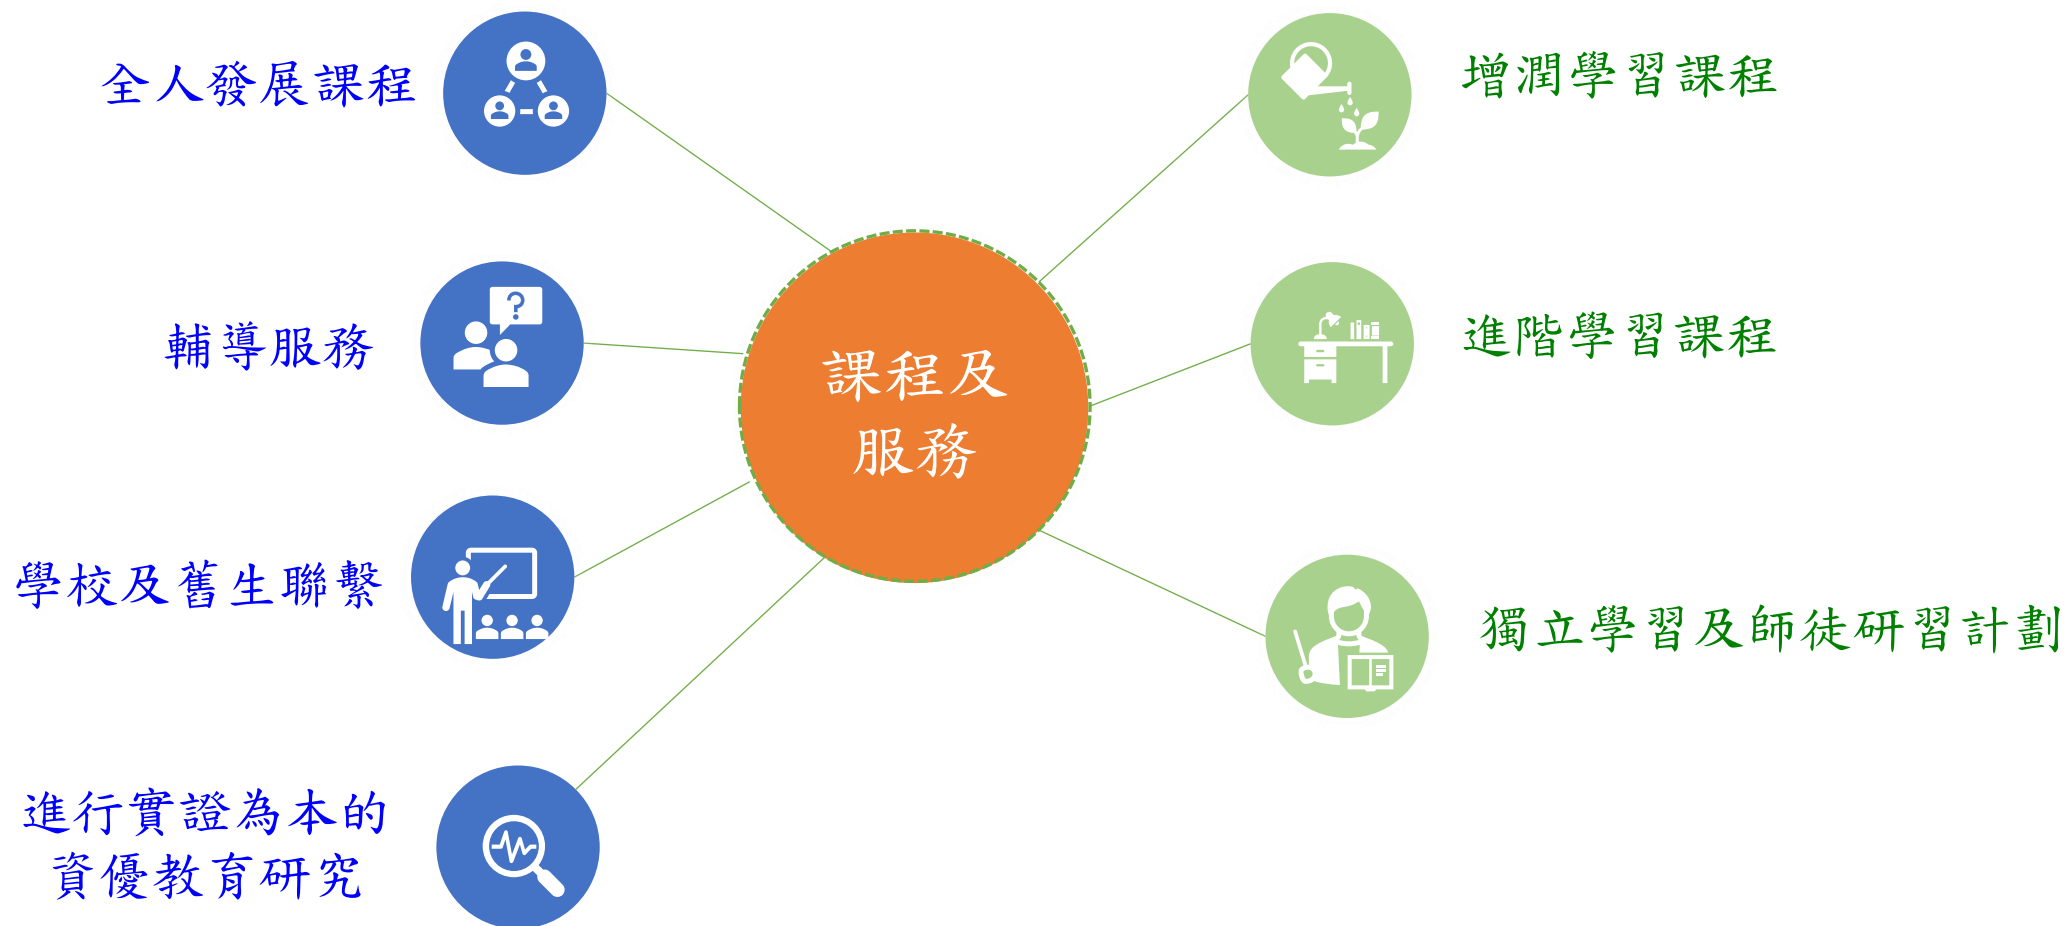 全人發展課程
輔導服務
學校及舊生聯繫
進行實證為本的
資優教育研究
課程及
服務
增潤學習課程
進階學習課程
獨立學習及師徒研習計劃